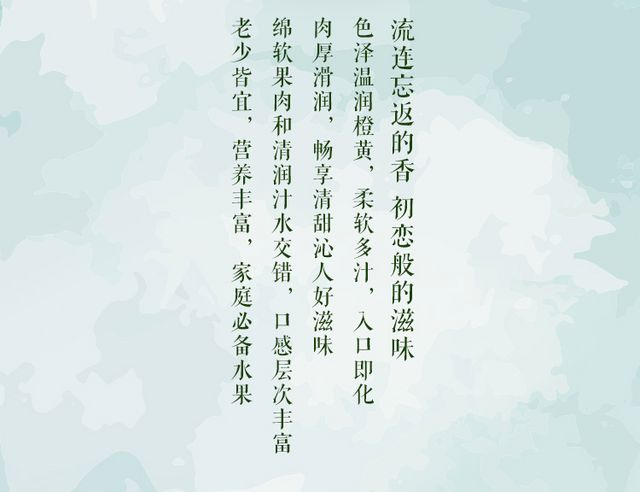 流连忘返的香 初恋般的滋味
色泽温润橙黄，柔软多汁，入口即化
肉厚滑润，畅享清甜沁人好滋味
绵软果肉和清润汁水交错，口感层次丰富
老少皆宜，营养丰富，家庭必备水果